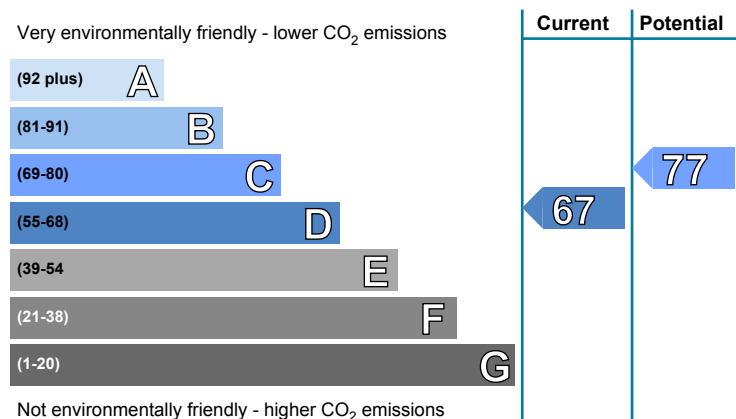 Current Potential
Very environmentally friendly - lower CO₂ emissions
(92 plus) A
(81-91) B
(69-80) C
77
(55-68) D
67
(39-54 E
(21-38) F
(1-20) G
Not environmentally friendly - higher CO₂ emissions